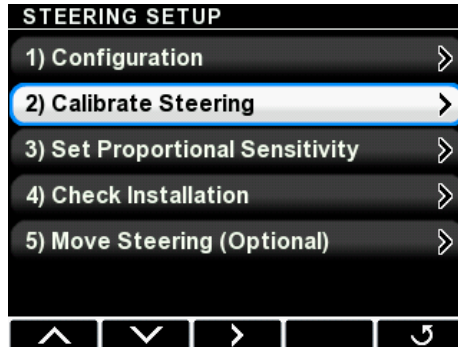 STEERING SETUP
1) Configuration
2) Calibrate Steering
3) Set Proportional Sensitivity
4) Check Installation
5) Move Steering (Optional)